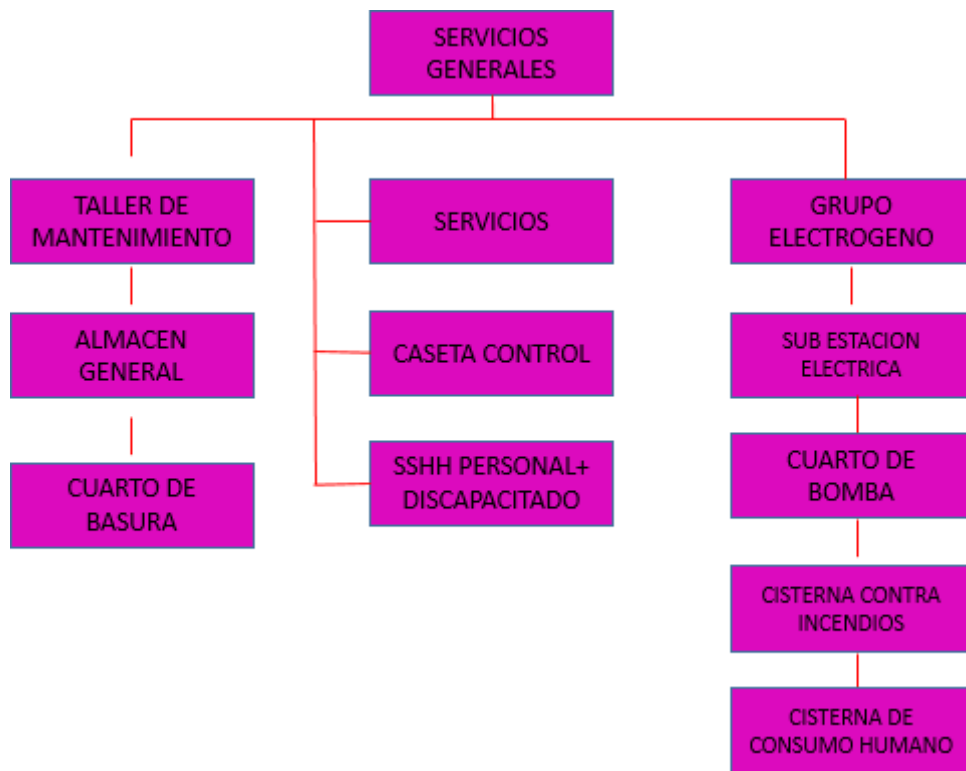 SERVICIOS
GENERALES
TALLER DE
MANTENIMIENTO
ALMACEN
GENERAL
CUARTO DE
BASURA
SERVICIOS
CASETA CONTROL
SSHH PERSONAL+
DISCAPACITADO
GRUPO
ELECTROGENO
SUB ESTACION
ELECTRICA
CUARTO DE
BOMBA
CISTERNA CONTRA
INCENDIOS
CISTERNA DE
CONSUMO HUMANO